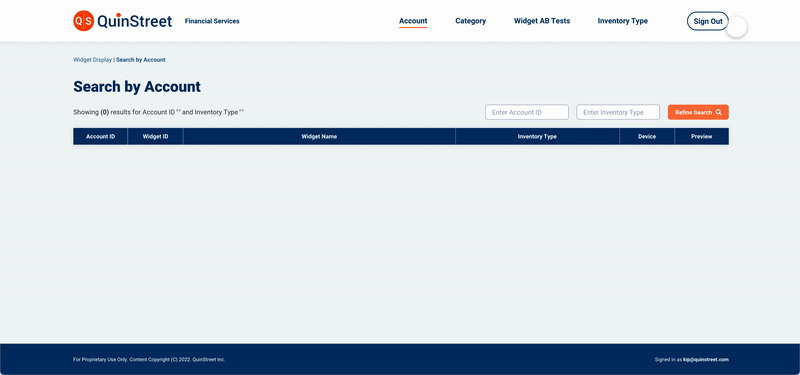 QS QuinStreet Financial Services Account Category Widget AB Tests Inventory Type Sign Out
Widget Display | Search by Account
Search by Account
Showing (0) results for Account ID ' ' and Inventory Type ' ' Enter Account ID Enter Inventory Type Refine Search
Account ID Widget ID Widget Name Inventory Type Device Preview
For Proprietary Use Only. Content Copyright (C) 2022. QuinStreet Inc. Signed in as kip@quinstreet.com